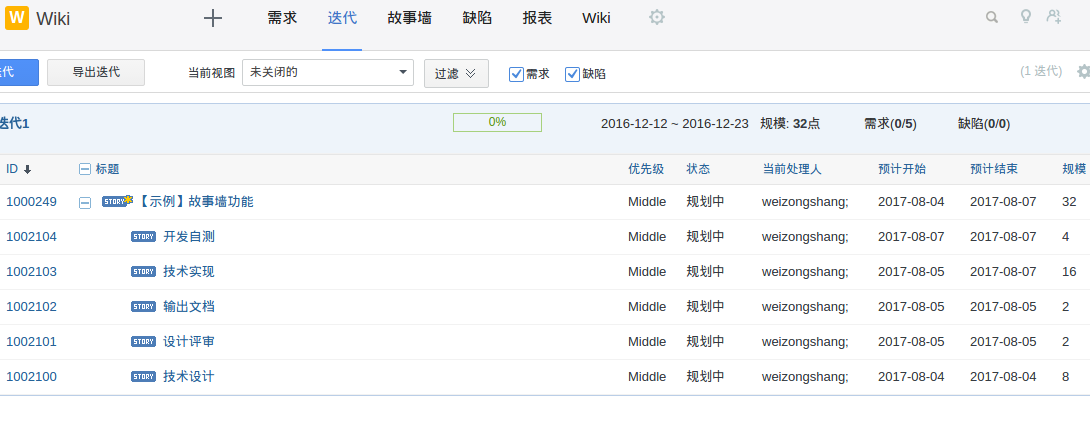 W Wiki 需求 迭代 故事墙 缺陷 报表 Wiki
迭代 导出迭代 当前视图 未关闭的 过滤 需求 缺陷 (1 迭代)
迭代1 0% 2016-12-12 ~ 2016-12-23 规模: 32点 需求(0/5) 缺陷(0/0)
ID 标题 优先级 状态 当前处理人 预计开始 预计结束 规模
1000249 STORY 【示例】故事墙功能 Middle 规划中 weizongshang; 2017-08-04 2017-08-07 32
1002104 STORY 开发自测 Middle 规划中 weizongshang; 2017-08-07 2017-08-07 4
1002103 STORY 技术实现 Middle 规划中 weizongshang; 2017-08-05 2017-08-07 16
1002102 STORY 输出文档 Middle 规划中 weizongshang; 2017-08-05 2017-08-05 2
1002101 STORY 设计评审 Middle 规划中 weizongshang; 2017-08-05 2017-08-05 2
1002100 STORY 技术设计 Middle 规划中 weizongshang; 2017-08-04 2017-08-04 8